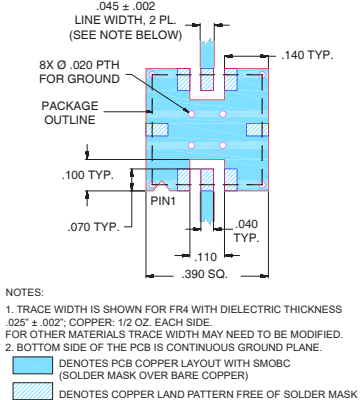 .045 ± .002
LINE WIDTH, 2 PL.
(SEE NOTE BELOW)
.140 TYP.
8X Ø .020 PTH
FOR GROUND
PACKAGE
OUTLINE
.100 TYP.
.070 TYP.
PIN1
.040
TYP.
.110
.390 SQ.
NOTES:
1. TRACE WIDTH IS SHOWN FOR FR4 WITH DIELECTRIC THICKNESS
.025" ± .002"; COPPER: 1/2 OZ. EACH SIDE.
FOR OTHER MATERIALS TRACE WIDTH MAY NEED TO BE MODIFIED.
2. BOTTOM SIDE OF THE PCB IS CONTINUOUS GROUND PLANE.
DENOTES PCB COPPER LAYOUT WITH SMOBC
(SOLDER MASK OVER BARE COPPER)
DENOTES COPPER LAND PATTERN FREE OF SOLDER MASK